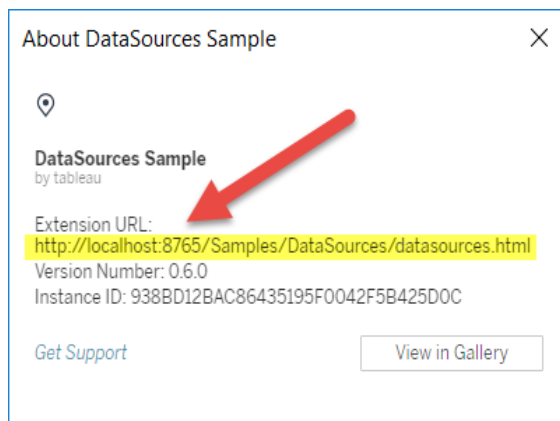 About DataSources Sample
DataSources Sample
by tableau
Extension URL:
http://localhost:8765/Samples/DataSources/datasources.html
Version Number: 0.6.0
Instance ID: 938BD12BAC86435195F0042F5B425D0C
Get Support
View in Gallery